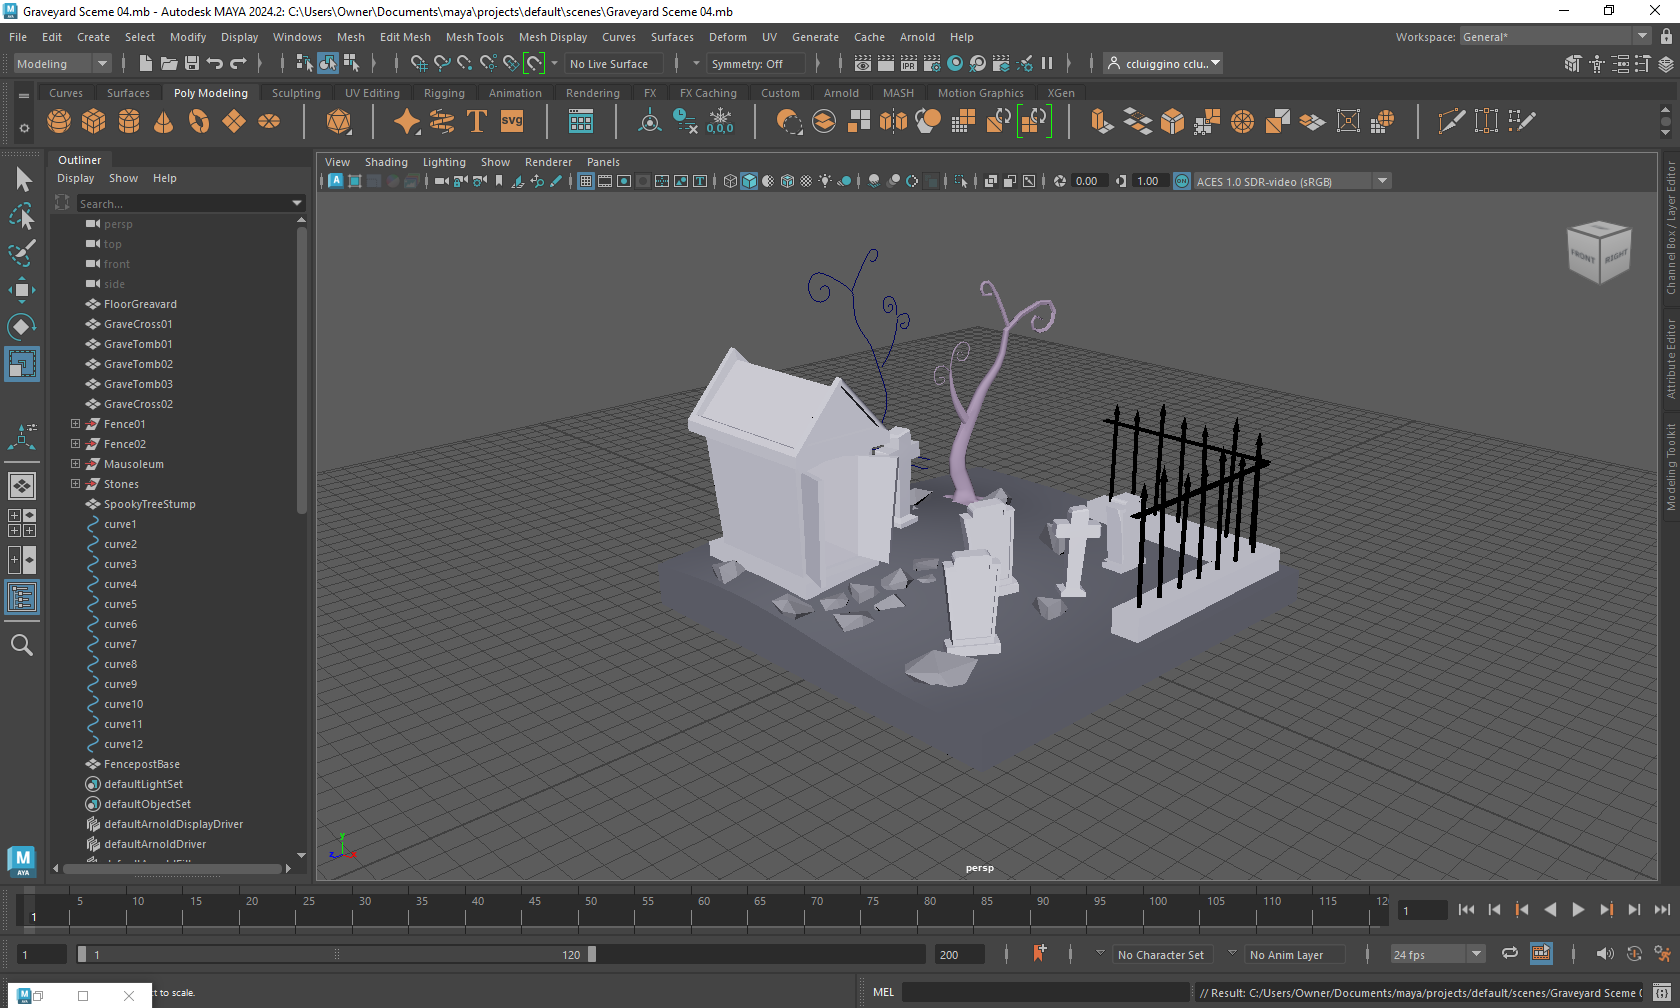 Graveyard Sceme 04.mb - Autodesk MAYA 2024.2: C:\Users\Owner\Documents\maya\projects\default\scenes\Graveyard Sceme 04.mb
File Edit Create Select Modify Display Windows Mesh Edit Mesh Mesh Tools Mesh Display Curves Surfaces Deform UV Generate Cache Arnold Help Workspace: General*
Modeling No Live Surface Symmetry: Off IPR ccluiggino cclu...
Curves Surfaces Poly Modeling Sculpting UV Editing Rigging Animation Rendering FX FX Caching Custom Arnold MASH Motion Graphics XGen
T SVG 0,0,0
Outliner
Display Show Help
Search...
persp
top
front
side
FloorGreavard
GraveCross01
GraveTomb01
GraveTomb02
GraveTomb03
GraveCross02
Fence01
Fence02
Mausoleum
Stones
SpookyTreeStump
curve1
curve2
curve3
curve4
curve5
curve6
curve7
curve8
curve9
curve10
curve11
curve12
FencepostBase
defaultLightSet
defaultObjectSet
defaultArnoldDisplayDriver
defaultArnoldDriver
View Shading Lighting Show Renderer Panels
0.00 1.00 ON ACES 1.0 SDR-video (sRGB)
FRONT RIGHT
y
z x
persp
Channel Box / Layer Editor
Attribute Editor
Modeling Toolkit
M
AYA
5 10 15 20 25 30 35 40 45 50 55 60 65 70 75 80 85 90 95 100 105 110 115 12
1 1
1 1 120 200 No Character Set No Anim Layer 24 fps
ct to scale. MEL // Result: C:/Users/Owner/Documents/maya/projects/default/scenes/Graveyard Sceme